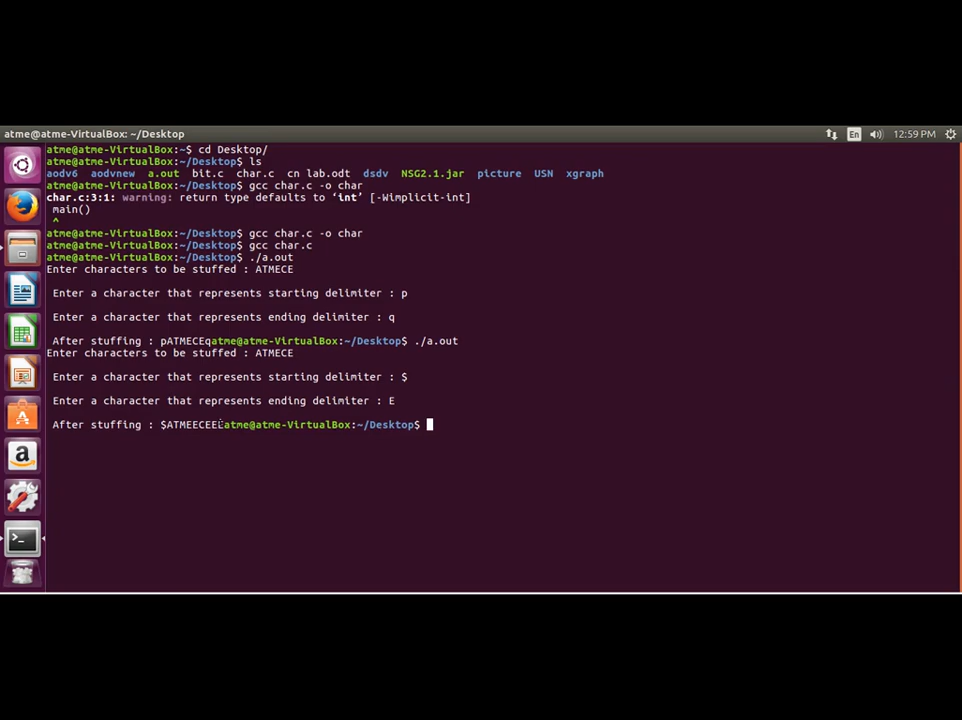 atme@atme-VirtualBox: ~/Desktop
En
12:59 PM
atme@atme-VirtualBox:~$ cd Desktop/
atme@atme-VirtualBox:~/Desktop$ ls
aodv6 aodvnew a.out bit.c char.c cn lab.odt dsdv NSG2.1.jar picture USN xgraph
atme@atme-VirtualBox:~/Desktop$ gcc char.c -o char
char.c:3:1: warning: return type defaults to ‘int’ [-Wimplicit-int]
main()
^
atme@atme-VirtualBox:~/Desktop$ gcc char.c -o char
atme@atme-VirtualBox:~/Desktop$ gcc char.c
atme@atme-VirtualBox:~/Desktop$ ./a.out
Enter characters to be stuffed : ATMECE
Enter a character that represents starting delimiter : p
Enter a character that represents ending delimiter : q
After stuffing : pATMECEqatme@atme-VirtualBox:~/Desktop$ ./a.out
Enter characters to be stuffed : ATMECE
Enter a character that represents starting delimiter : $
Enter a character that represents ending delimiter : E
After stuffing : $ATMEECEEEatme@atme-VirtualBox:~/Desktop$